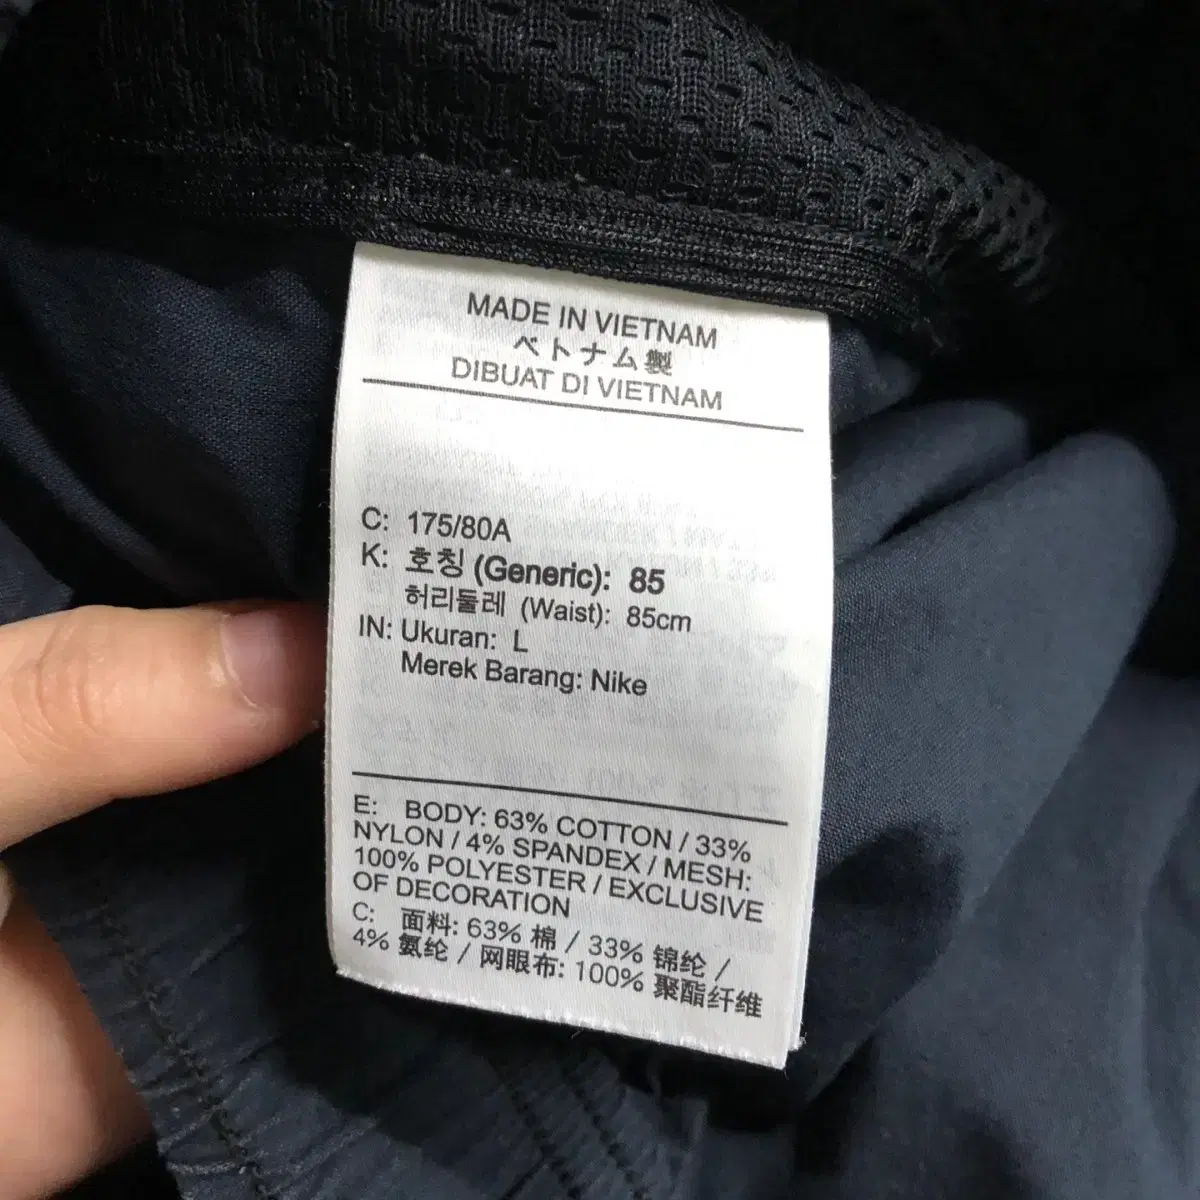 MADE IN VIETNAM
ベトナム製
DIBUAT DI VIETNAM
C: 175/80A
K: 호칭 (Generic): 85
허리둘레 (Waist): 85cm
IN: Ukuran: L
Merek Barang: Nike
E: BODY: 63% COTTON / 33%
NYLON / 4% SPANDEX / MESH:
100% POLYESTER / EXCLUSIVE
OF DECORATION
C: 面料: 63% 棉 / 33% 锦纶 /
4% 氨纶 / 网眼布: 100% 聚酯纤维